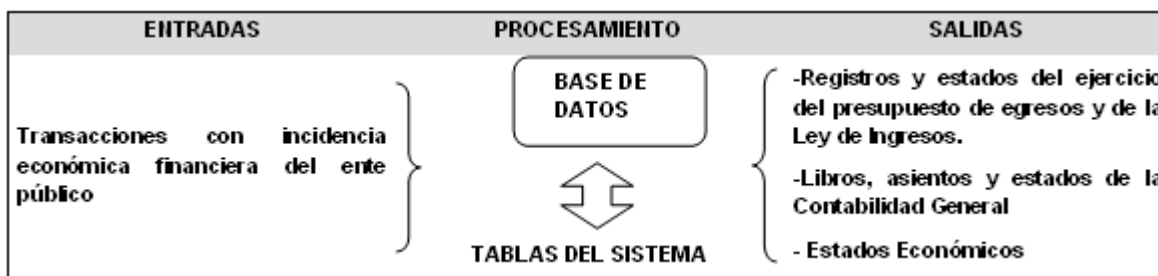 ENTRADAS PROCESAMIENTO SALIDAS
Transacciones con incidencia
económica financiera del ente
público
BASE DE
DATOS
TABLAS DEL SISTEMA
-Registros y estados del ejercicio
del presupuesto de egresos y de la
Ley de Ingresos.
-Libros, asientos y estados de la
Contabilidad General
- Estados Económicos